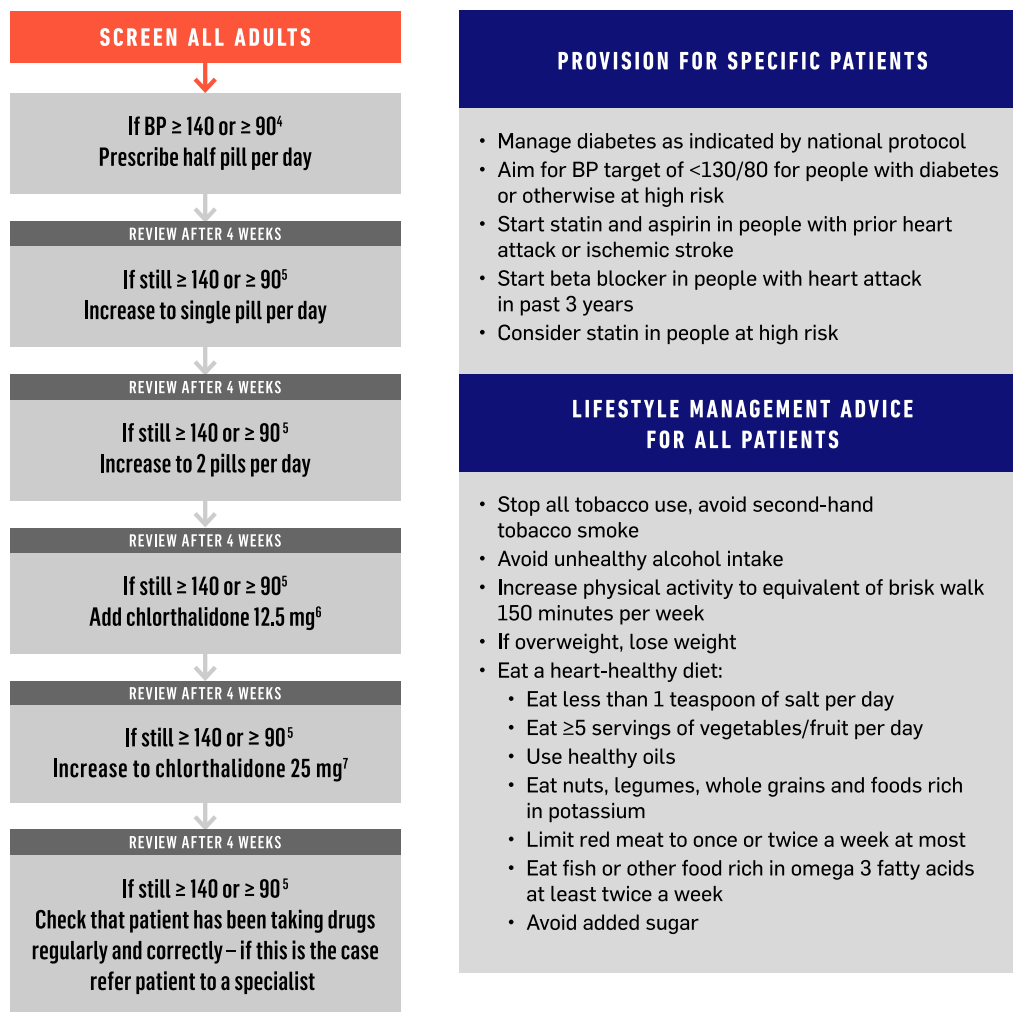 SCREEN ALL ADULTS
If BP ≥ 140 or ≥ 90⁴
Prescribe half pill per day
REVIEW AFTER 4 WEEKS
If still ≥ 140 or ≥ 90⁵
Increase to single pill per day
REVIEW AFTER 4 WEEKS
If still ≥ 140 or ≥ 90⁵
Increase to 2 pills per day
REVIEW AFTER 4 WEEKS
If still ≥ 140 or ≥ 90⁵
Add chlorthalidone 12.5 mg⁶
REVIEW AFTER 4 WEEKS
If still ≥ 140 or ≥ 90⁵
Increase to chlorthalidone 25 mg⁷
REVIEW AFTER 4 WEEKS
If still ≥ 140 or ≥ 90⁵
Check that patient has been taking drugs
regularly and correctly – if this is the case
refer patient to a specialist
PROVISION FOR SPECIFIC PATIENTS
• Manage diabetes as indicated by national protocol
• Aim for BP target of <130/80 for people with diabetes
or otherwise at high risk
• Start statin and aspirin in people with prior heart
attack or ischemic stroke
• Start beta blocker in people with heart attack
in past 3 years
• Consider statin in people at high risk
LIFESTYLE MANAGEMENT ADVICE
FOR ALL PATIENTS
• Stop all tobacco use, avoid second-hand
tobacco smoke
• Avoid unhealthy alcohol intake
• Increase physical activity to equivalent of brisk walk
150 minutes per week
• If overweight, lose weight
• Eat a heart-healthy diet:
• Eat less than 1 teaspoon of salt per day
• Eat ≥5 servings of vegetables/fruit per day
• Use healthy oils
• Eat nuts, legumes, whole grains and foods rich
in potassium
• Limit red meat to once or twice a week at most
• Eat fish or other food rich in omega 3 fatty acids
at least twice a week
• Avoid added sugar